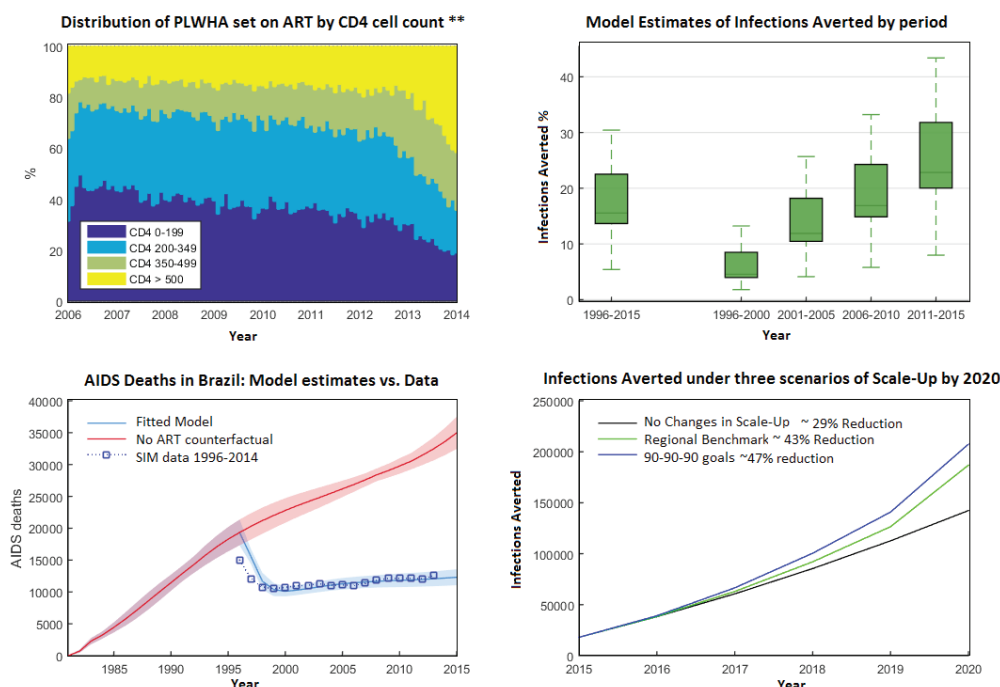 Distribution of PLWHA set on ART by CD4 cell count **
100
80
60
40
20
0
%
CD4 0-199
CD4 200-349
CD4 350-499
CD4 > 500
2006 2007 2008 2009 2010 2011 2012 2013 2014
Year
Model Estimates of Infections Averted by period
40
30
20
10
0
Infections Averted %
1996-2015 1996-2000 2001-2005 2006-2010 2011-2015
Year
AIDS Deaths in Brazil: Model estimates vs. Data
40000
35000
30000
25000
20000
15000
10000
5000
0
AIDS deaths
Fitted Model
No ART counterfactual
SIM data 1996-2014
1985 1990 1995 2000 2005 2010 2015
Year
Infections Averted under three scenarios of Scale-Up by 2020
250000
200000
150000
100000
50000
0
Infections Averted
No Changes in Scale-Up ~ 29% Reduction
Regional Benchmark ~ 43% Reduction
90-90-90 goals ~47% reduction
2015 2016 2017 2018 2019 2020
Year